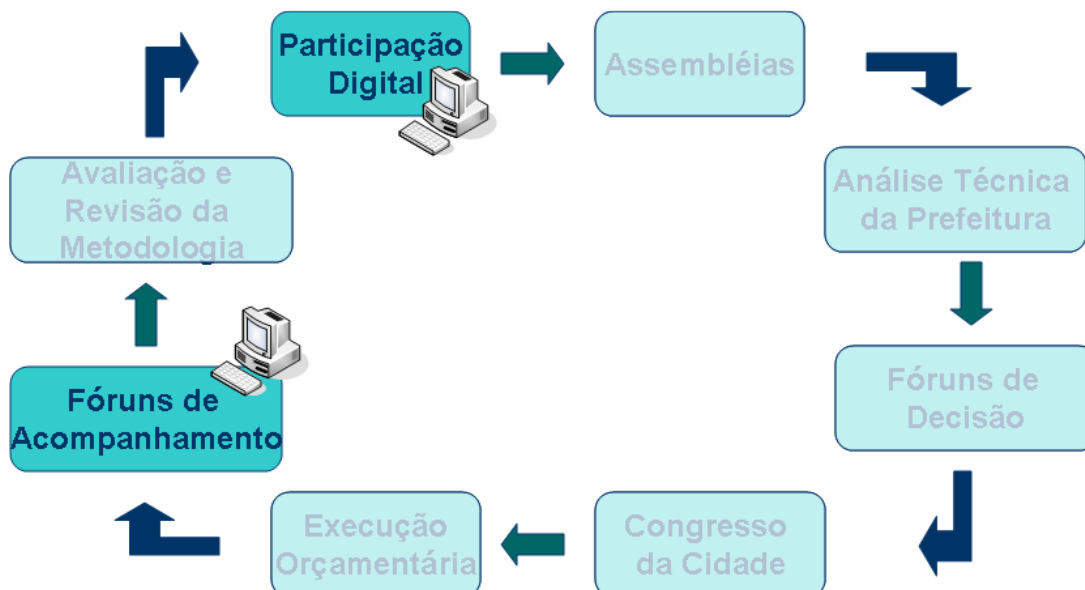 Participação
Digital
Assembléias
Análise Técnica
da Prefeitura
Fóruns de
Decisão
Congresso
da Cidade
Execução
Orçamentária
Fóruns de
Acompanhamento
Avaliação e
Revisão da
Metodologia